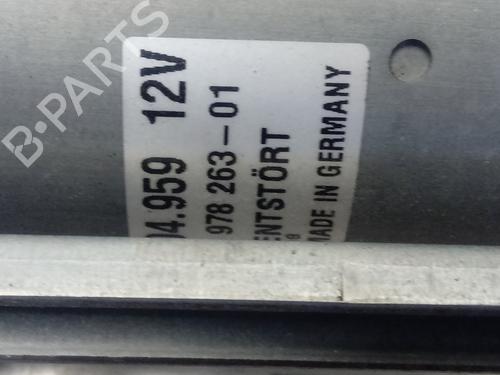 04.959 12V
978 263-01
ENTSTÖRT
MADE IN GERMANY
B-PARTS